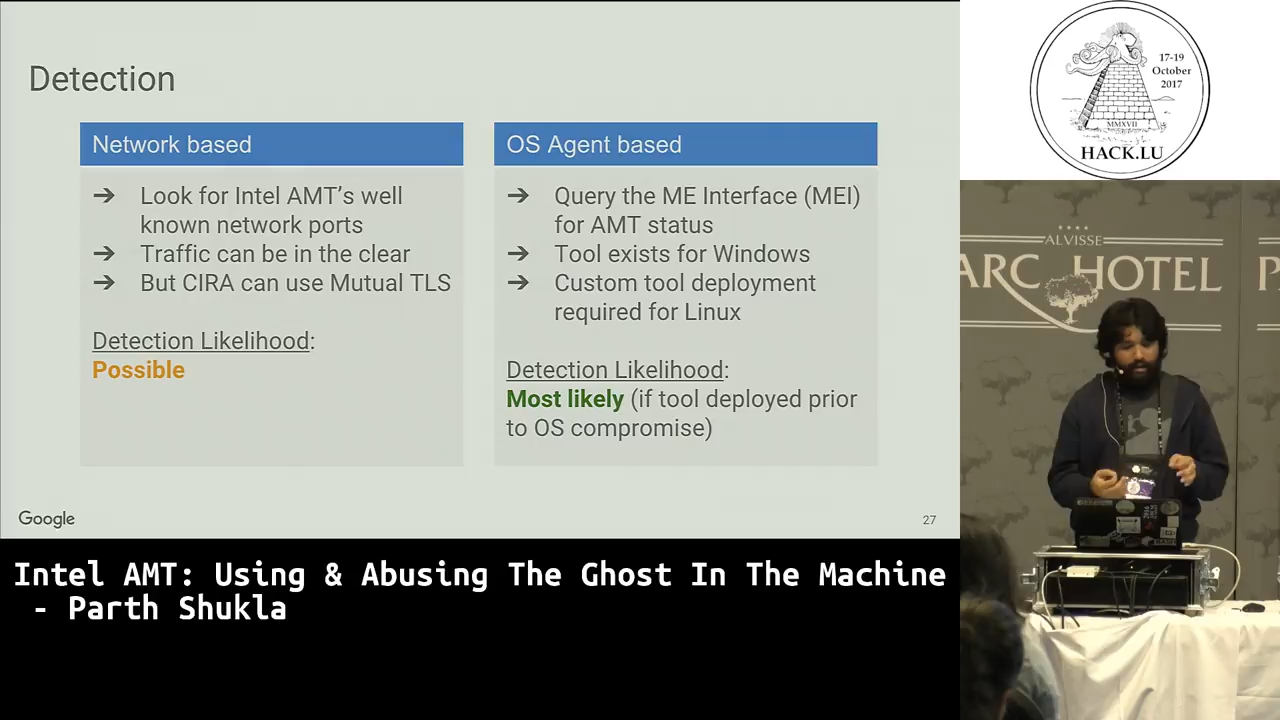 Detection
Network based
➔ Look for Intel AMT's well
known network ports
➔ Traffic can be in the clear
➔ But CIRA can use Mutual TLS
Detection Likelihood:
Possible
OS Agent based
➔ Query the ME Interface (MEI)
for AMT status
➔ Tool exists for Windows
➔ Custom tool deployment
required for Linux
Detection Likelihood:
Most likely (if tool deployed prior
to OS compromise)
Google
27
Intel AMT: Using & Abusing The Ghost In The Machine
- Parth Shukla
17-19
October
2017
MMXVII
HACK.LU
ALVISSE
PARC HOTEL